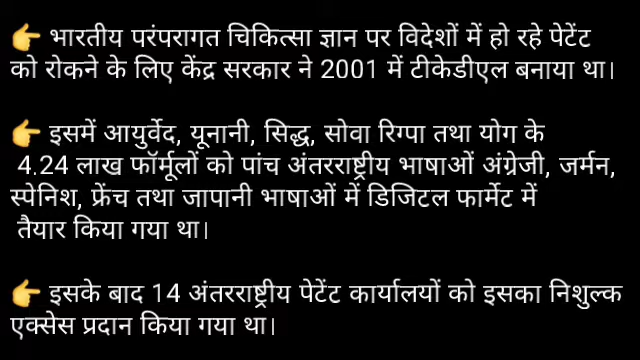 👉 भारतीय परंपरागत चिकित्सा ज्ञान पर विदेशों में हो रहे पेटेंट
को रोकने के लिए केंद्र सरकार ने 2001 में टीकेडीएल बनाया था।
👉 इसमें आयुर्वेद, यूनानी, सिद्ध, सोवा रिग्पा तथा योग के
4.24 लाख फॉर्मूलों को पांच अंतरराष्ट्रीय भाषाओं अंग्रेजी, जर्मन,
स्पेनिश, फ्रेंच तथा जापानी भाषाओं में डिजिटल फार्मेट में
तैयार किया गया था।
👉 इसके बाद 14 अंतरराष्ट्रीय पेटेंट कार्यालयों को इसका निशुल्क
एक्सेस प्रदान किया गया था।